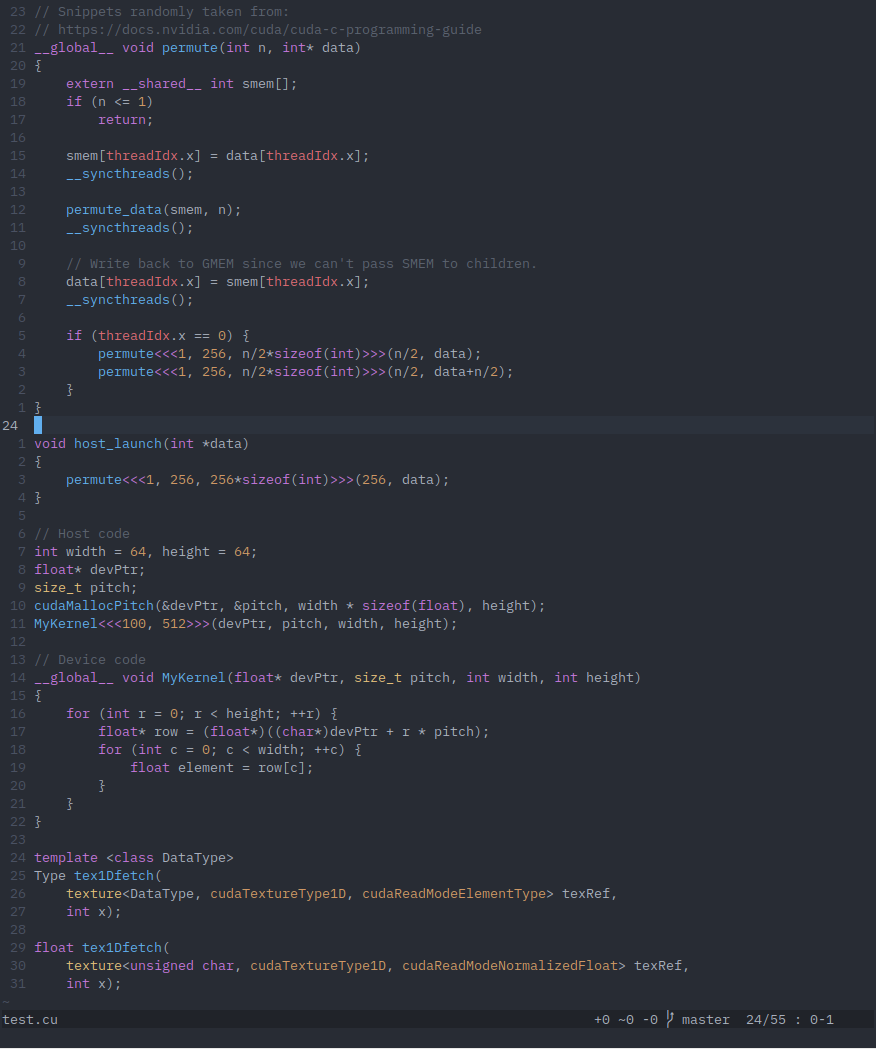 23 // Snippets randomly taken from:
22 // https://docs.nvidia.com/cuda/cuda-c-programming-guide
21 __global__ void permute(int n, int* data)
20 {
19     extern __shared__ int smem[];
18     if (n <= 1)
17         return;
16
15     smem[threadIdx.x] = data[threadIdx.x];
14     __syncthreads();
13
12     permute_data(smem, n);
11     __syncthreads();
10
9     // Write back to GMEM since we can't pass SMEM to children.
8     data[threadIdx.x] = smem[threadIdx.x];
7     __syncthreads();
6
5     if (threadIdx.x == 0) {
4         permute<<<1, 256, n/2*sizeof(int)>>>(n/2, data);
3         permute<<<1, 256, n/2*sizeof(int)>>>(n/2, data+n/2);
2     }
1 }
24
1 void host_launch(int *data)
2 {
3     permute<<<1, 256, 256*sizeof(int)>>>(256, data);
4 }
5
6 // Host code
7 int width = 64, height = 64;
8 float* devPtr;
9 size_t pitch;
10 cudaMallocPitch(&devPtr, &pitch, width * sizeof(float), height);
11 MyKernel<<<100, 512>>>(devPtr, pitch, width, height);
12
13 // Device code
14 __global__ void MyKernel(float* devPtr, size_t pitch, int width, int height)
15 {
16     for (int r = 0; r < height; ++r) {
17         float* row = (float*)((char*)devPtr + r * pitch);
18         for (int c = 0; c < width; ++c) {
19             float element = row[c];
20         }
21     }
22 }
23
24 template <class DataType>
25 Type tex1Dfetch(
26     texture<DataType, cudaTextureType1D, cudaReadModeElementType> texRef,
27     int x);
28
29 float tex1Dfetch(
30     texture<unsigned char, cudaTextureType1D, cudaReadModeNormalizedFloat> texRef,
31     int x);
~
test.cu +0 ~0 -0 master 24/55 : 0-1